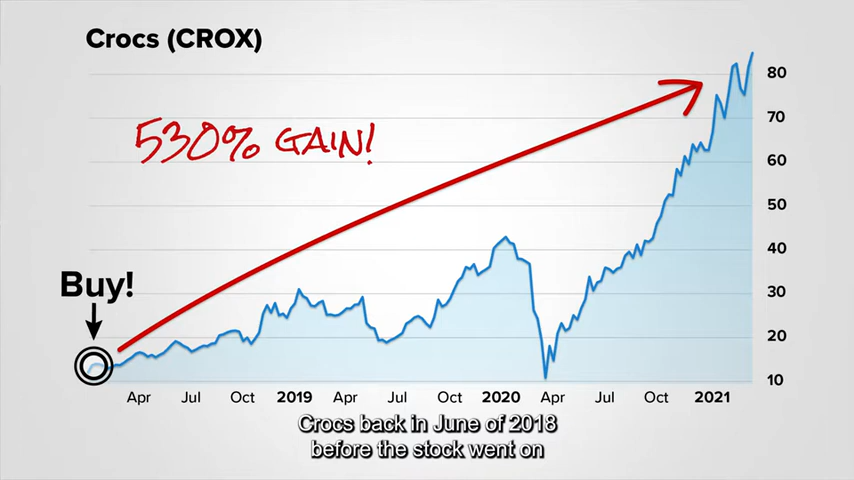 Crocs (CROX)
530% GAIN!
Buy!
80
70
60
50
40
30
20
10
Apr Jul Oct 2019 Apr Jul Oct 2020 Apr Jul Oct 2021
Crocs back in June of 2018
before the stock went on